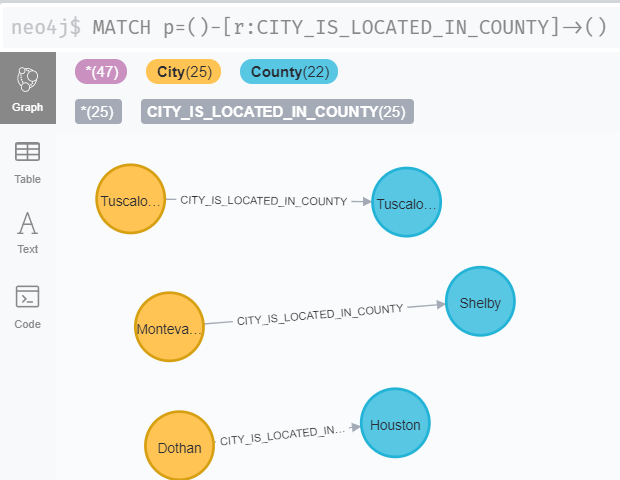 neo4j$ MATCH p=()-[r:CITY_IS_LOCATED_IN_COUNTY]→()
*(47) City(25) County(22)
*(25) CITY_IS_LOCATED_IN_COUNTY(25)
Graph
Table
Text
Code
Tuscalo… CITY_IS_LOCATED_IN_COUNTY Tuscalo…
Monteva… CITY_IS_LOCATED_IN_COUNTY Shelby
Dothan CITY_IS_LOCATED_IN… Houston